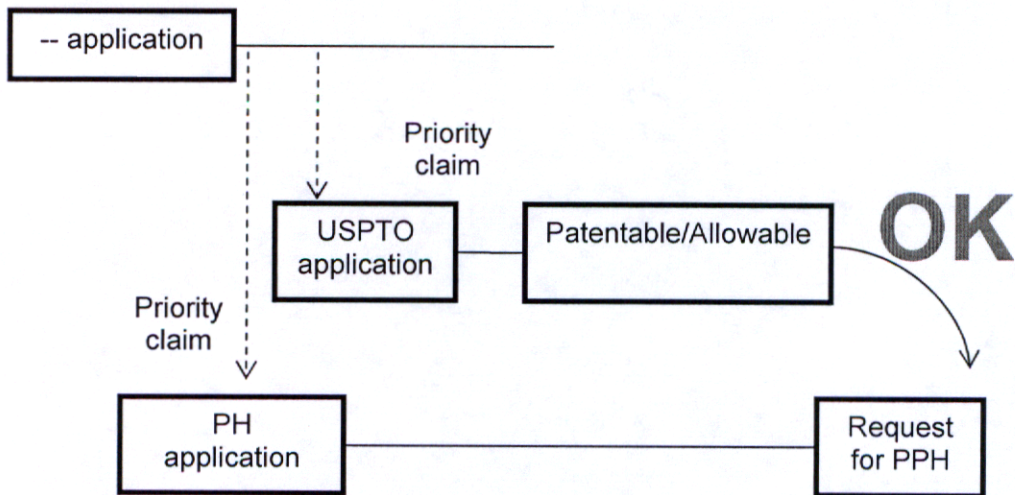 -- application
Priority
claim
USPTO
application
Patentable/Allowable
OK
Priority
claim
PH
application
Request
for PPH